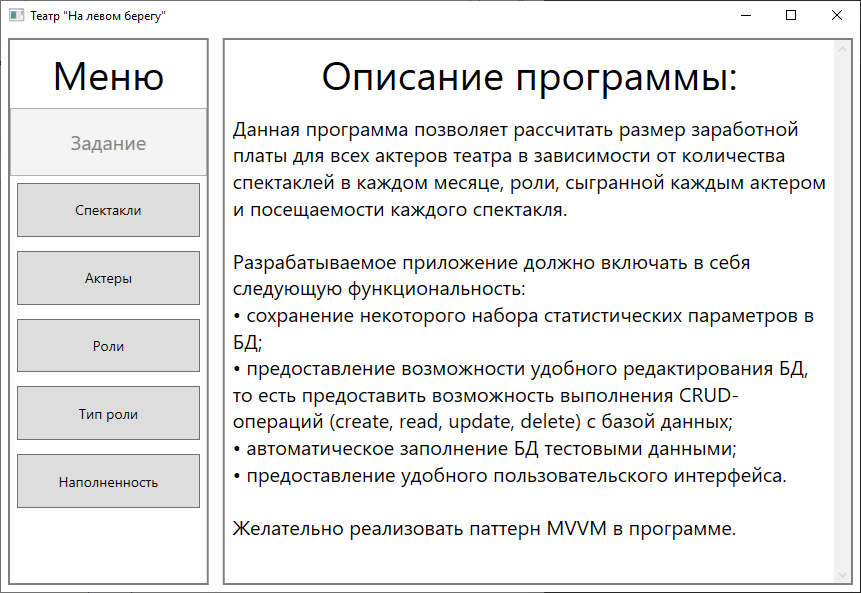 Театр "На левом берегу"
Меню
Задание
Спектакли
Актеры
Роли
Тип роли
Наполненность
Описание программы:
Данная программа позволяет рассчитать размер заработной
платы для всех актеров театра в зависимости от количества
спектаклей в каждом месяце, роли, сыгранной каждым актером
и посещаемости каждого спектакля.
Разрабатываемое приложение должно включать в себя
следующую функциональность:
• сохранение некоторого набора статистических параметров в
БД;
• предоставление возможности удобного редактирования БД,
то есть предоставить возможность выполнения CRUD-
операций (create, read, update, delete) с базой данных;
• автоматическое заполнение БД тестовыми данными;
• предоставление удобного пользовательского интерфейса.
Желательно реализовать паттерн MVVM в программе.